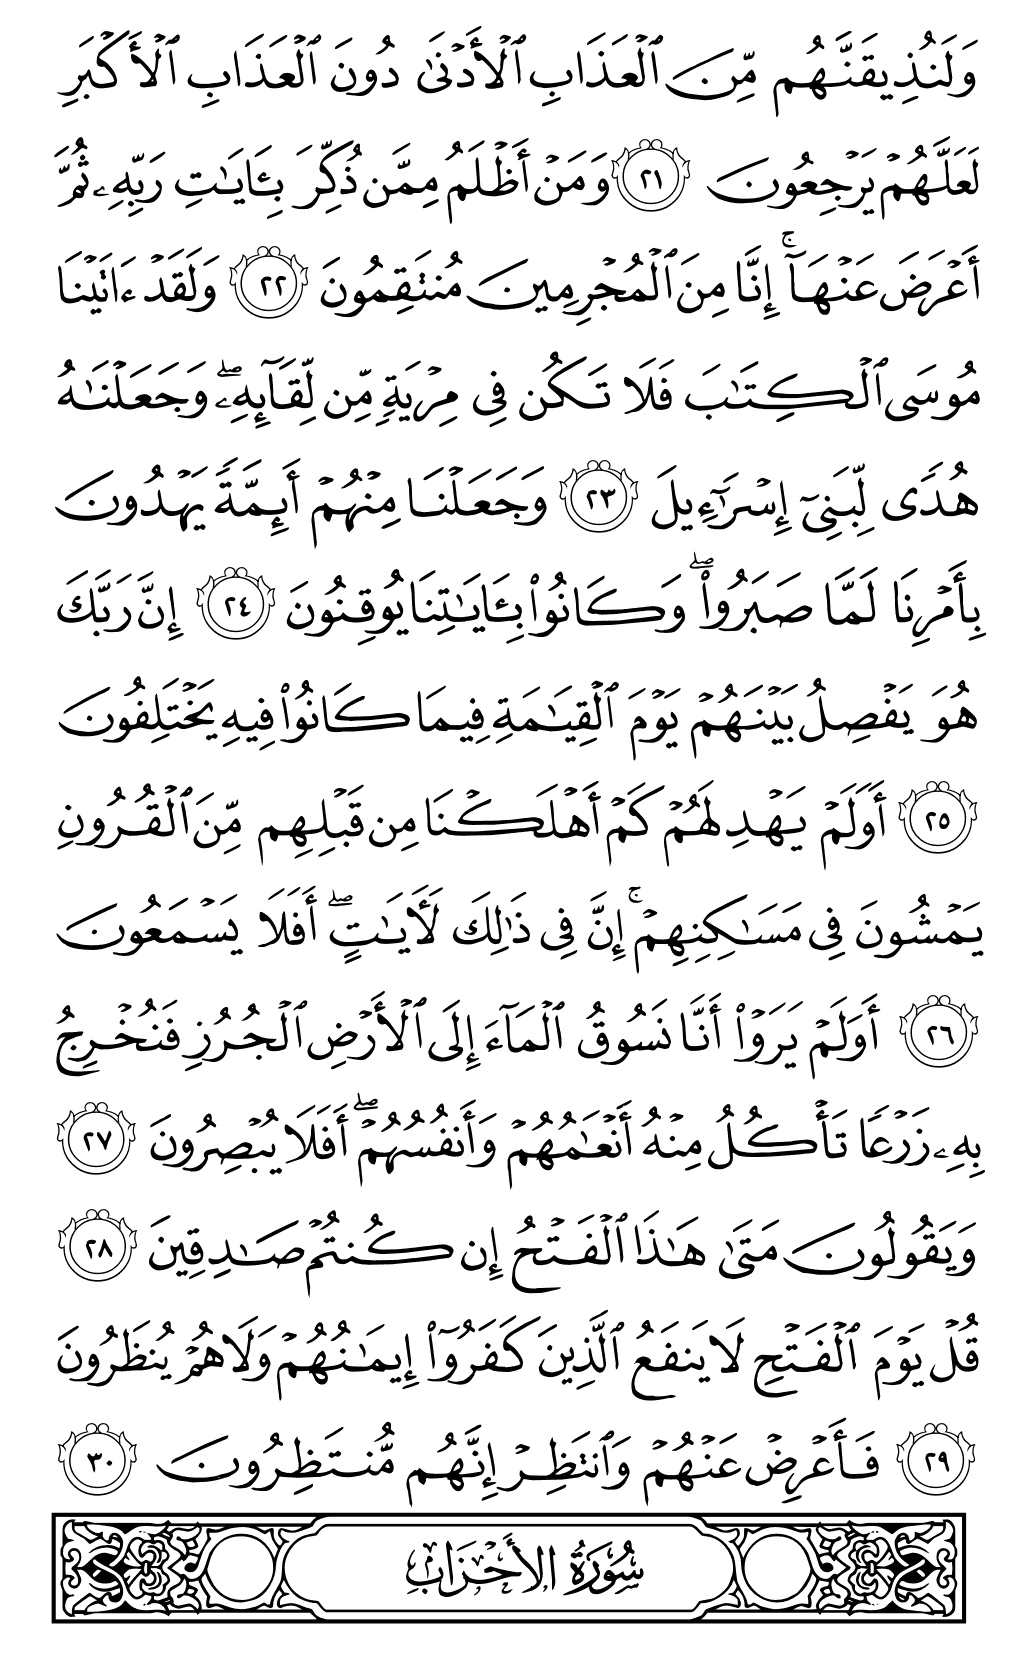 وَلَنُذِيقَنَّهُم مِّنَ ٱلْعَذَابِ ٱلْأَدْنَىٰ دُونَ ٱلْعَذَابِ ٱلْأَكْبَرِ
لَعَلَّهُمْ يَرْجِعُونَ ٢١ وَمَنْ أَظْلَمُ مِمَّن ذُكِّرَ بِـَٔايَـٰتِ رَبِّهِۦ ثُمَّ
أَعْرَضَ عَنْهَآ ۚ إِنَّا مِنَ ٱلْمُجْرِمِينَ مُنتَقِمُونَ ٢٢ وَلَقَدْ ءَاتَيْنَا
مُوسَى ٱلْكِتَـٰبَ فَلَا تَكُن فِى مِرْيَةٍ مِّن لِّقَآئِهِۦ ۖ وَجَعَلْنَـٰهُ
هُدًى لِّبَنِىٓ إِسْرَٰٓءِيلَ ٢٣ وَجَعَلْنَا مِنْهُمْ أَئِمَّةً يَهْدُونَ
بِأَمْرِنَا لَمَّا صَبَرُوا۟ ۖ وَكَانُوا۟ بِـَٔايَـٰتِنَا يُوقِنُونَ ٢٤ إِنَّ رَبَّكَ
هُوَ يَفْصِلُ بَيْنَهُمْ يَوْمَ ٱلْقِيَـٰمَةِ فِيمَا كَانُوا۟ فِيهِ يَخْتَلِفُونَ
٢٥ أَوَلَمْ يَهْدِ لَهُمْ كَمْ أَهْلَكْنَا مِن قَبْلِهِم مِّنَ ٱلْقُرُونِ
يَمْشُونَ فِى مَسَـٰكِنِهِمْ ۚ إِنَّ فِى ذَٰلِكَ لَـَٔايَـٰتٍ ۖ أَفَلَا يَسْمَعُونَ
٢٦ أَوَلَمْ يَرَوْا۟ أَنَّا نَسُوقُ ٱلْمَآءَ إِلَى ٱلْأَرْضِ ٱلْجُرُزِ فَنُخْرِجُ
بِهِۦ زَرْعًا تَأْكُلُ مِنْهُ أَنْعَـٰمُهُمْ وَأَنفُسُهُمْ ۖ أَفَلَا يُبْصِرُونَ ٢٧
وَيَقُولُونَ مَتَىٰ هَـٰذَا ٱلْفَتْحُ إِن كُنتُمْ صَـٰدِقِينَ ٢٨
قُلْ يَوْمَ ٱلْفَتْحِ لَا يَنفَعُ ٱلَّذِينَ كَفَرُوٓا۟ إِيمَـٰنُهُمْ وَلَا هُمْ يُنظَرُونَ
٢٩ فَأَعْرِضْ عَنْهُمْ وَٱنتَظِرْ إِنَّهُم مُّنتَظِرُونَ ٣٠
سُورَةُ الأَحْزَابِ